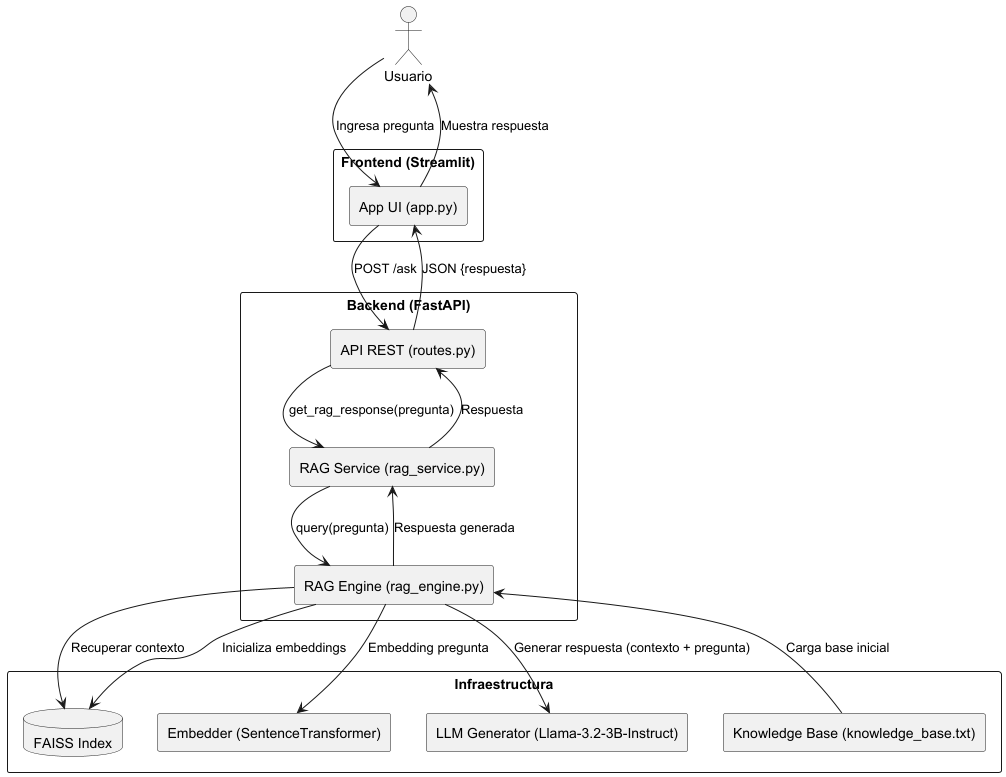 Usuario
Ingresa pregunta
Muestra respuesta
Frontend (Streamlit)
App UI (app.py)
POST /ask
JSON {respuesta}
Backend (FastAPI)
API REST (routes.py)
get_rag_response(pregunta)
Respuesta
RAG Service (rag_service.py)
query(pregunta)
Respuesta generada
RAG Engine (rag_engine.py)
Recuperar contexto
Inicializa embeddings
Embedding pregunta
Generar respuesta (contexto + pregunta)
Carga base inicial
Infraestructura
FAISS Index
Embedder (SentenceTransformer)
LLM Generator (Llama-3.2-3B-Instruct)
Knowledge Base (knowledge_base.txt)